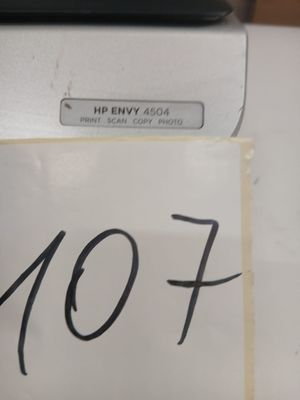 HP ENVY 4504
PRINT SCAN COPY PHOTO
107